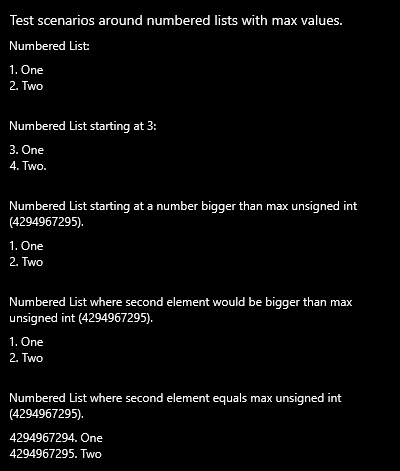 Test scenarios around numbered lists with max values.
Numbered List:
1. One
2. Two
Numbered List starting at 3:
3. One
4. Two.
Numbered List starting at a number bigger than max unsigned int
(4294967295).
1. One
2. Two
Numbered List where second element would be bigger than max
unsigned int (4294967295).
1. One
2. Two
Numbered List where second element equals max unsigned int
(4294967295).
4294967294. One
4294967295. Two